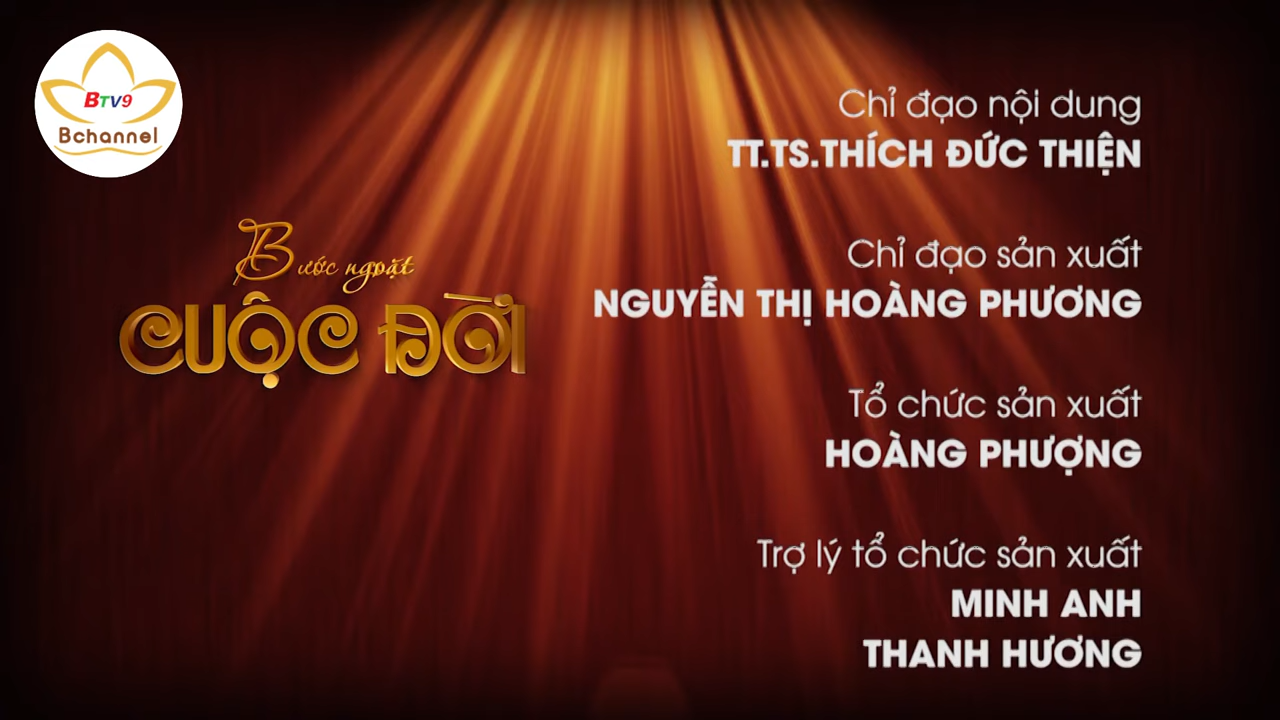 BTV9
Bchannel
Bước ngoặt
CUỘC ĐỜI
Chỉ đạo nội dung
TT.TS.THÍCH ĐỨC THIỆN
Chỉ đạo sản xuất
NGUYỄN THỊ HOÀNG PHƯƠNG
Tổ chức sản xuất
HOÀNG PHƯỢNG
Trợ lý tổ chức sản xuất
MINH ANH
THANH HƯƠNG